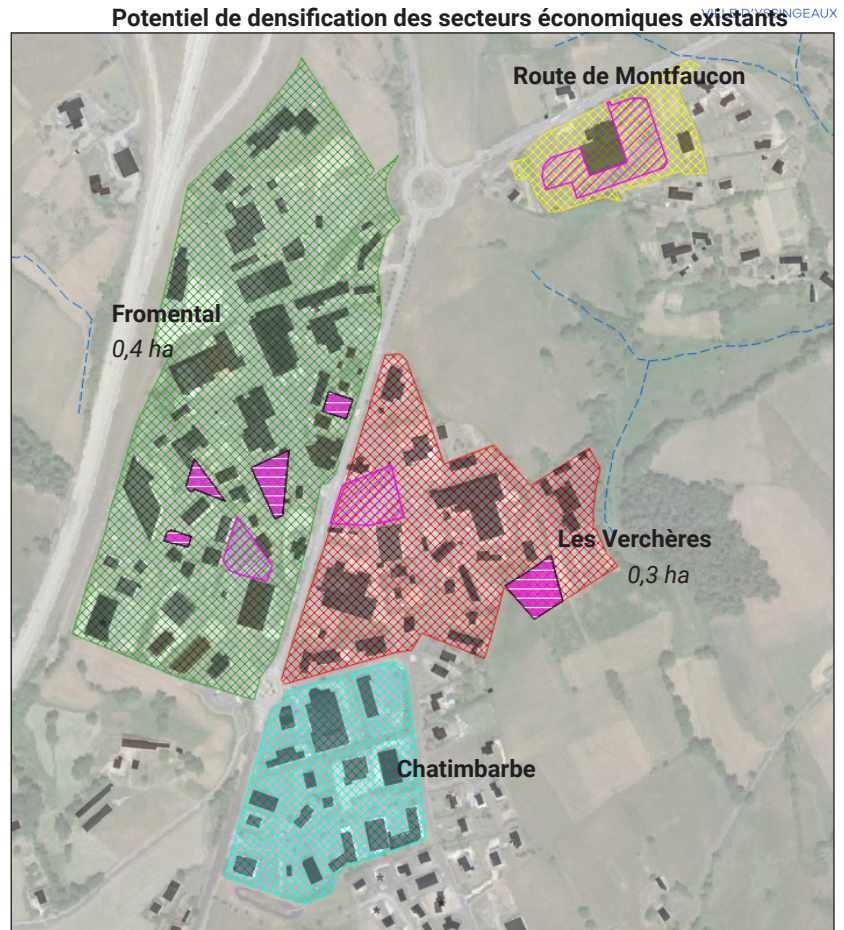 Potentiel de densification des secteurs économiques existants
VILLE D'YSSINGEAUX
Route de Montfaucon
Fromental
0,4 ha
Les Verchères
0,3 ha
Chatimbarbe